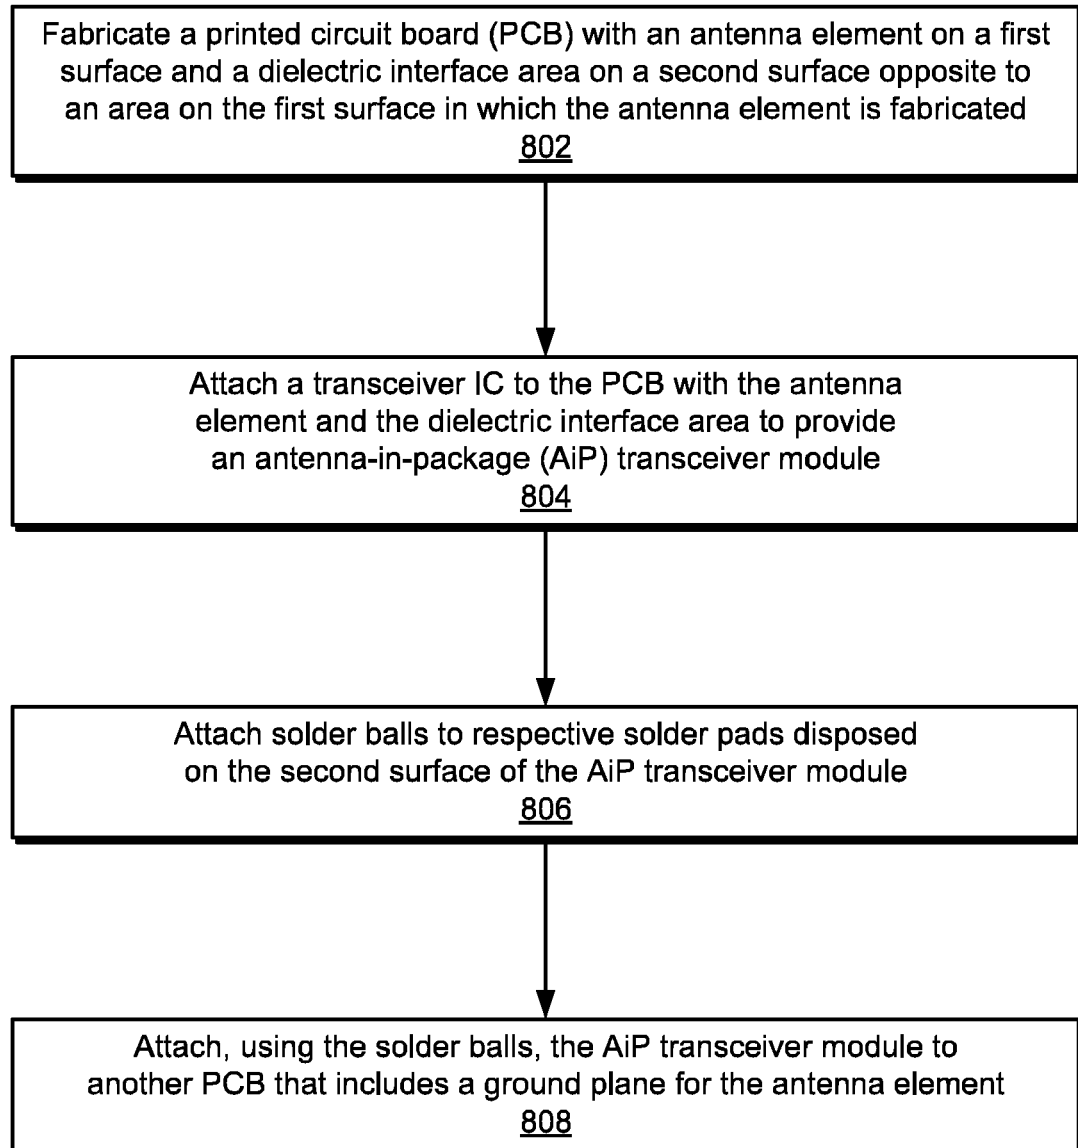 Fabricate a printed circuit board (PCB) with an antenna element on a first
surface and a dielectric interface area on a second surface opposite to
an area on the first surface in which the antenna element is fabricated
802
Attach a transceiver IC to the PCB with the antenna
element and the dielectric interface area to provide
an antenna-in-package (AiP) transceiver module
804
Attach solder balls to respective solder pads disposed
on the second surface of the AiP transceiver module
806
Attach, using the solder balls, the AiP transceiver module to
another PCB that includes a ground plane for the antenna element
808